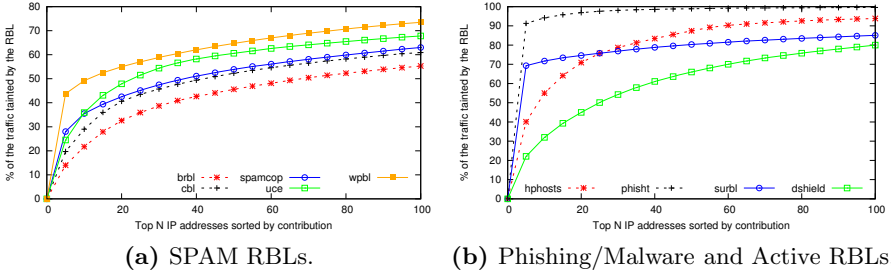 % of the traffic tainted by the RBL
80
70
60
50
40
30
20
10
0
0 20 40 60 80 100
Top N IP addresses sorted by contribution
brbl spamcop wpbl
cbl uce
(a) SPAM RBLs.
% of the traffic tainted by the RBL
100
90
80
70
60
50
40
30
20
10
0
0 20 40 60 80 100
Top N IP addresses sorted by contribution
hphosts phisht surbl dshield
(b) Phishing/Malware and Active RBLs